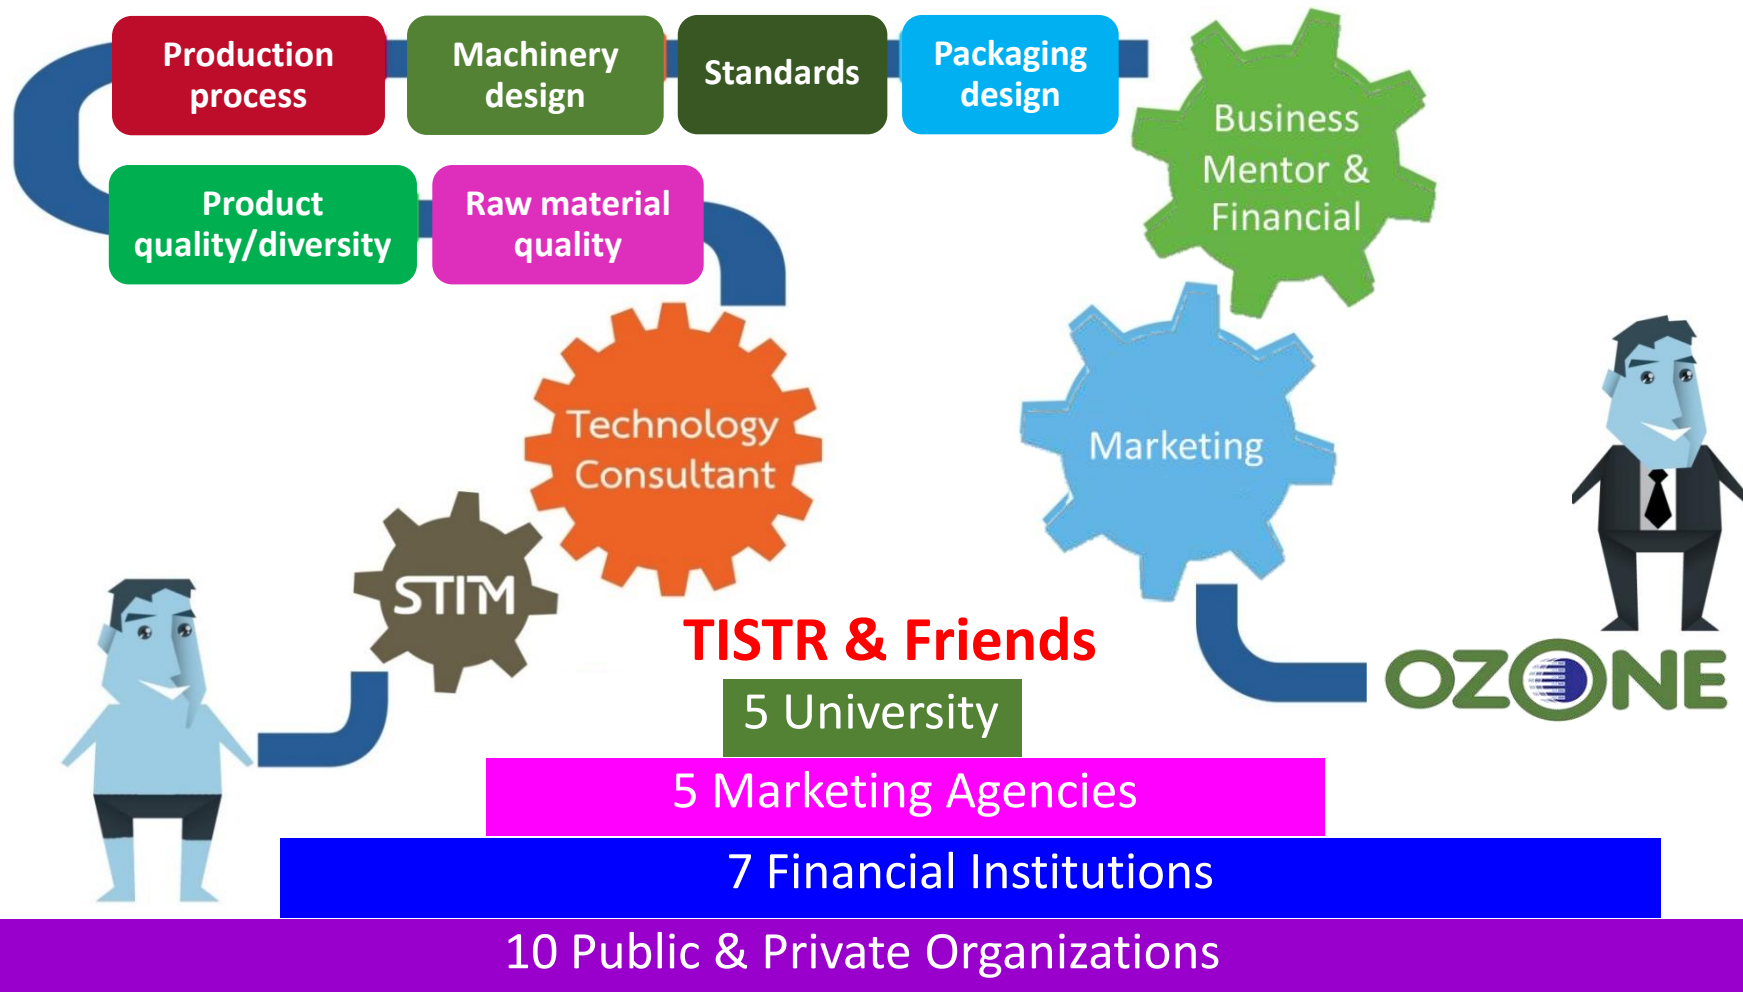 Production
process
Machinery
design
Standards
Packaging
design
Product
quality/diversity
Raw material
quality
Business
Mentor &
Financial
Technology
Consultant
Marketing
STIM
TISTR & Friends
OZONE
5 University
5 Marketing Agencies
7 Financial Institutions
10 Public & Private Organizations